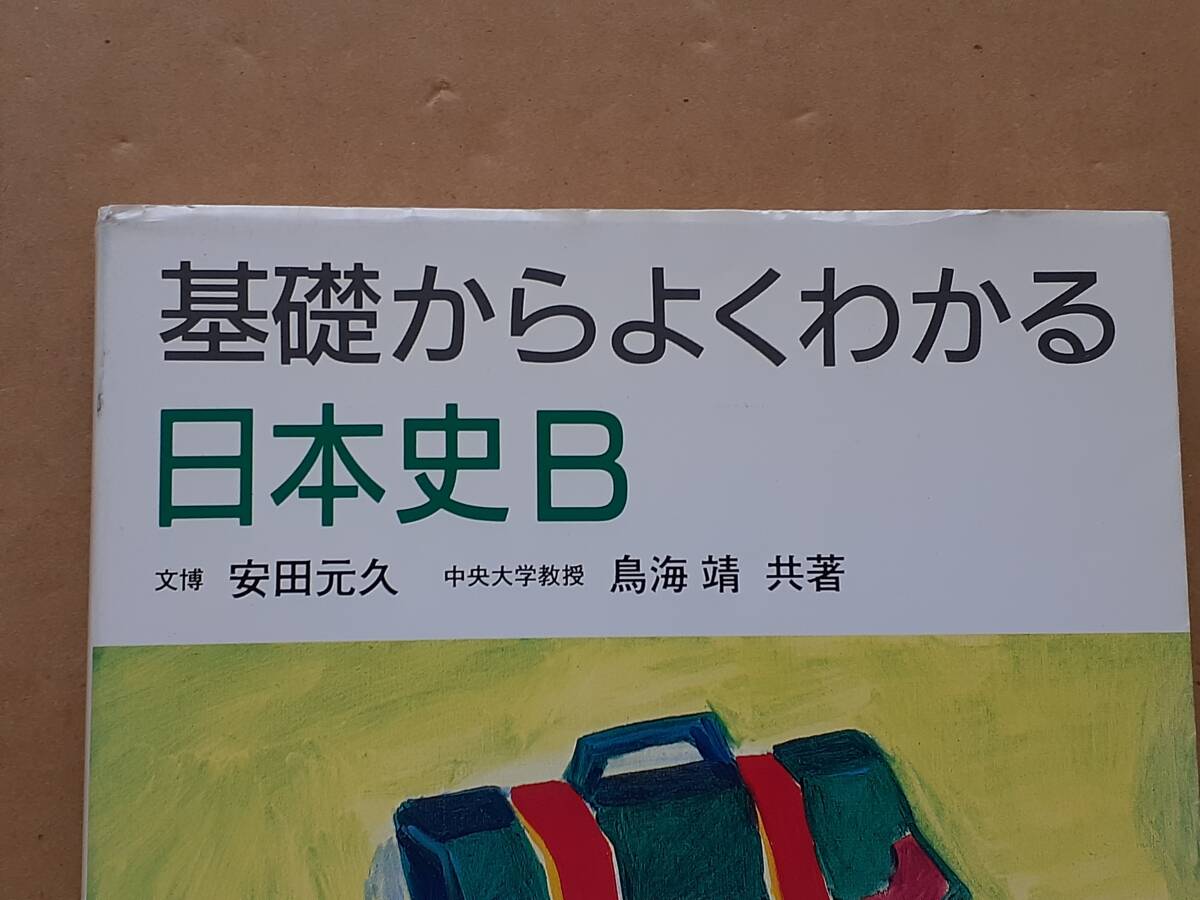 基礎からよくわかる
日本史B
文博 安田元久 中央大学教授 鳥海 靖 共著